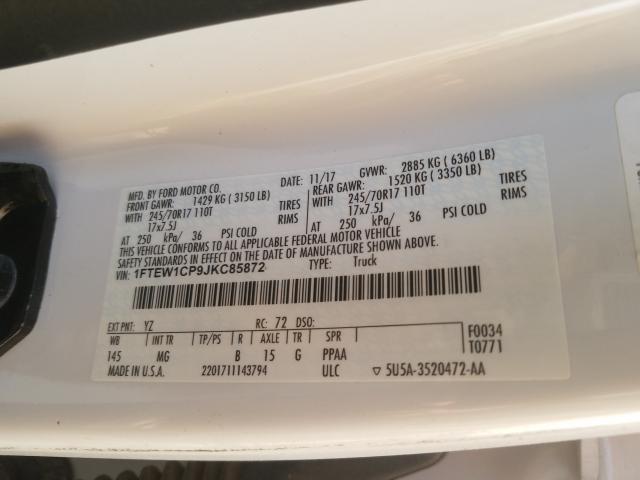 MFD. BY FORD MOTOR CO. 11/17 GVWR: 2885 KG ( 6360 LB)
FRONT GAWR: 1429 KG ( 3150 LB) REAR GAWR: 1520 KG ( 3350 LB)
WITH 245/70R17 110T TIRES WITH 245/70R17 110T TIRES
17x7.5J RIMS 17x7.5J RIMS
AT 250 kPa/ 36 PSI COLD AT 250 kPa/ 36 PSI COLD
THIS VEHICLE CONFORMS TO ALL APPLICABLE FEDERAL MOTOR VEHICLE
SAFETY STANDARDS IN EFFECT ON THE DATE OF MANUFACTURE SHOWN ABOVE.
VIN: 1FTEW1CP9JKC85872 TYPE: Truck
EXT PNT: YZ RC: 72 DSO: F0034
WB INT TR TP/PS R AXLE TR SPR T0771
145 MG B 15 G PPAA
MADE IN U.S.A. 2201711143794 ULC ▽ 5U5A-3520472-AA